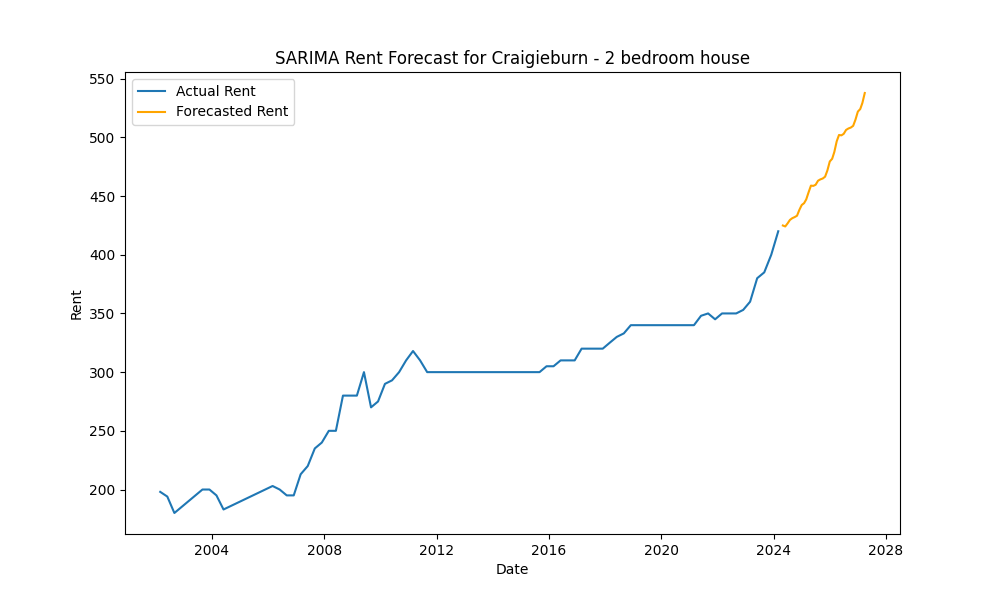 SARIMA Rent Forecast for Craigieburn - 2 bedroom house
Actual Rent
Forecasted Rent
550
500
450
400
350
300
250
200
Rent
2004 2008 2012 2016 2020 2024 2028
Date